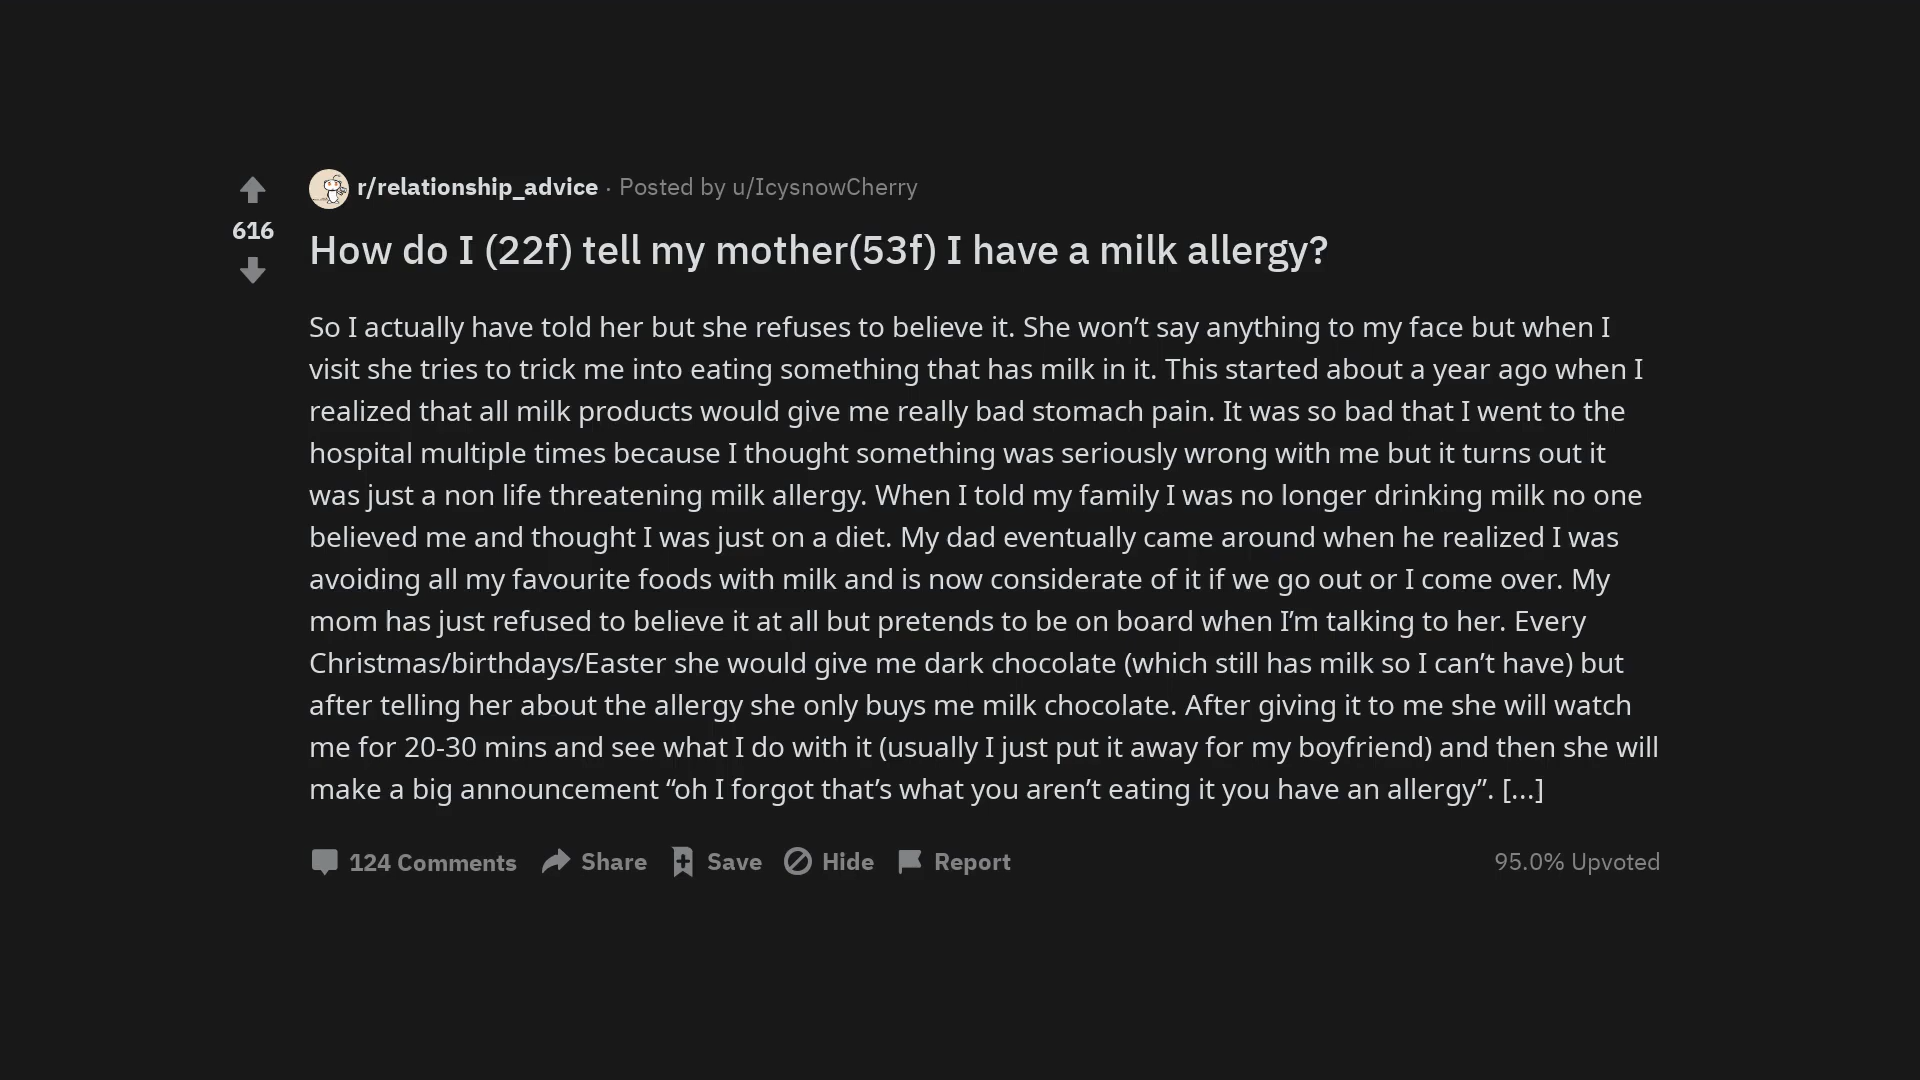 r/relationship_advice · Posted by u/IcysnowCherry
616
How do I (22f) tell my mother(53f) I have a milk allergy?
So I actually have told her but she refuses to believe it. She won’t say anything to my face but when I
visit she tries to trick me into eating something that has milk in it. This started about a year ago when I
realized that all milk products would give me really bad stomach pain. It was so bad that I went to the
hospital multiple times because I thought something was seriously wrong with me but it turns out it
was just a non life threatening milk allergy. When I told my family I was no longer drinking milk no one
believed me and thought I was just on a diet. My dad eventually came around when he realized I was
avoiding all my favourite foods with milk and is now considerate of it if we go out or I come over. My
mom has just refused to believe it at all but pretends to be on board when I’m talking to her. Every
Christmas/birthdays/Easter she would give me dark chocolate (which still has milk so I can’t have) but
after telling her about the allergy she only buys me milk chocolate. After giving it to me she will watch
me for 20-30 mins and see what I do with it (usually I just put it away for my boyfriend) and then she will
make a big announcement “oh I forgot that’s what you aren’t eating it you have an allergy”. [...]
124 Comments Share Save Hide Report 95.0% Upvoted